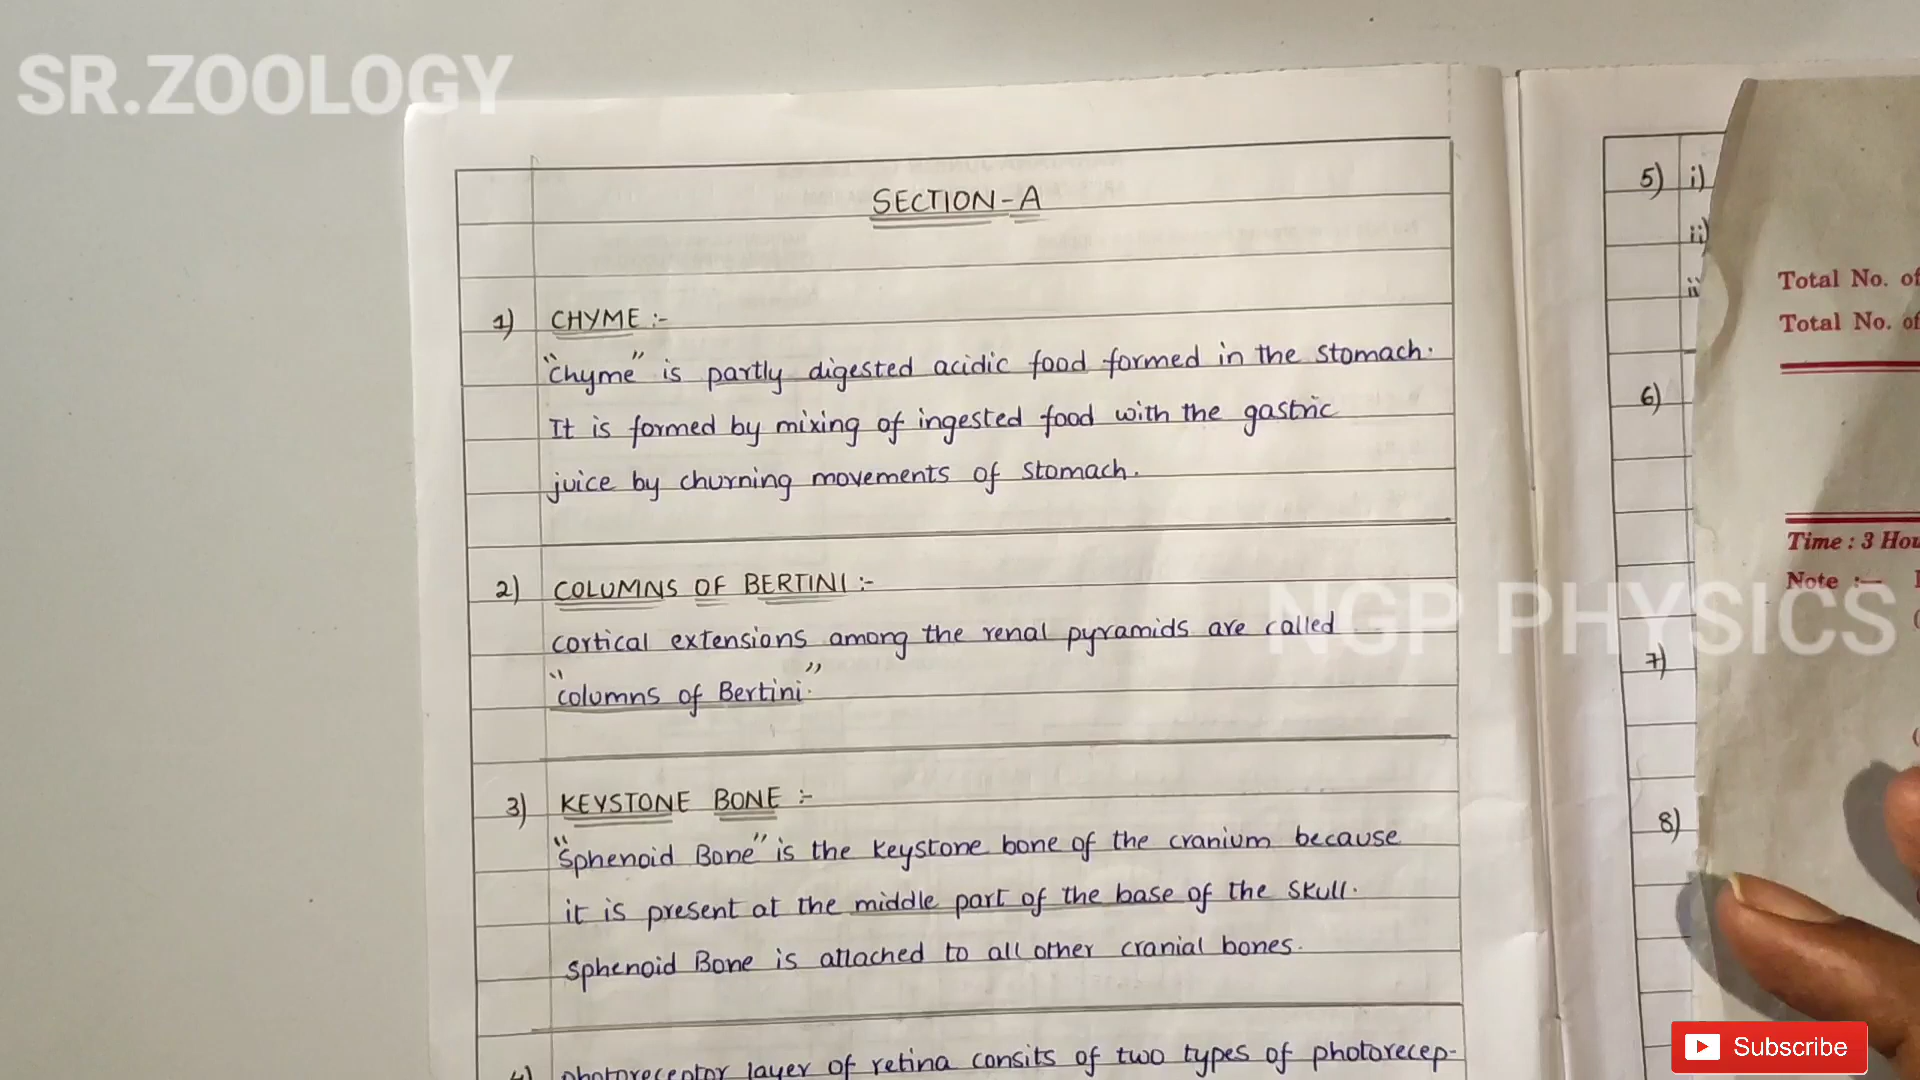 SR.ZOOLOGY
SECTION-A
1) CHYME :-
"Chyme" is partly digested acidic food formed in the stomach.
It is formed by mixing of ingested food with the gastric
juice by churning movements of stomach.
2) COLUMNS OF BERTINI :-
cortical extensions among the renal pyramids are called
"columns of Bertini."
3) KEYSTONE BONE :-
"Sphenoid Bone" is the keystone bone of the cranium because
it is present at the middle part of the base of the skull.
sphenoid Bone is attached to all other cranial bones.
4) photoreceptor layer of retina consits of two types of photorecep-
5) i)
ii)
6)
7)
8)
Total No. of
Total No. of
Time : 3 Hou
Note :—
NGP PHYSICS
Subscribe